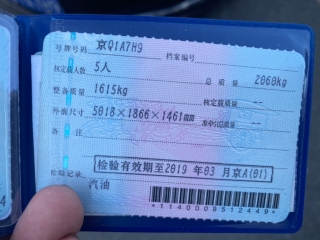 号牌号码 京Q1A7H9 档案编号
核定载人数 5人 总质量 2060kg
整备质量 1615kg 核定载质量 --
外廓尺寸 5018×1866×1461mm 准牵引总质量 --
备注
检验有效期至2019年03月京A(01)
检验记录
汽油
*1140009512449*